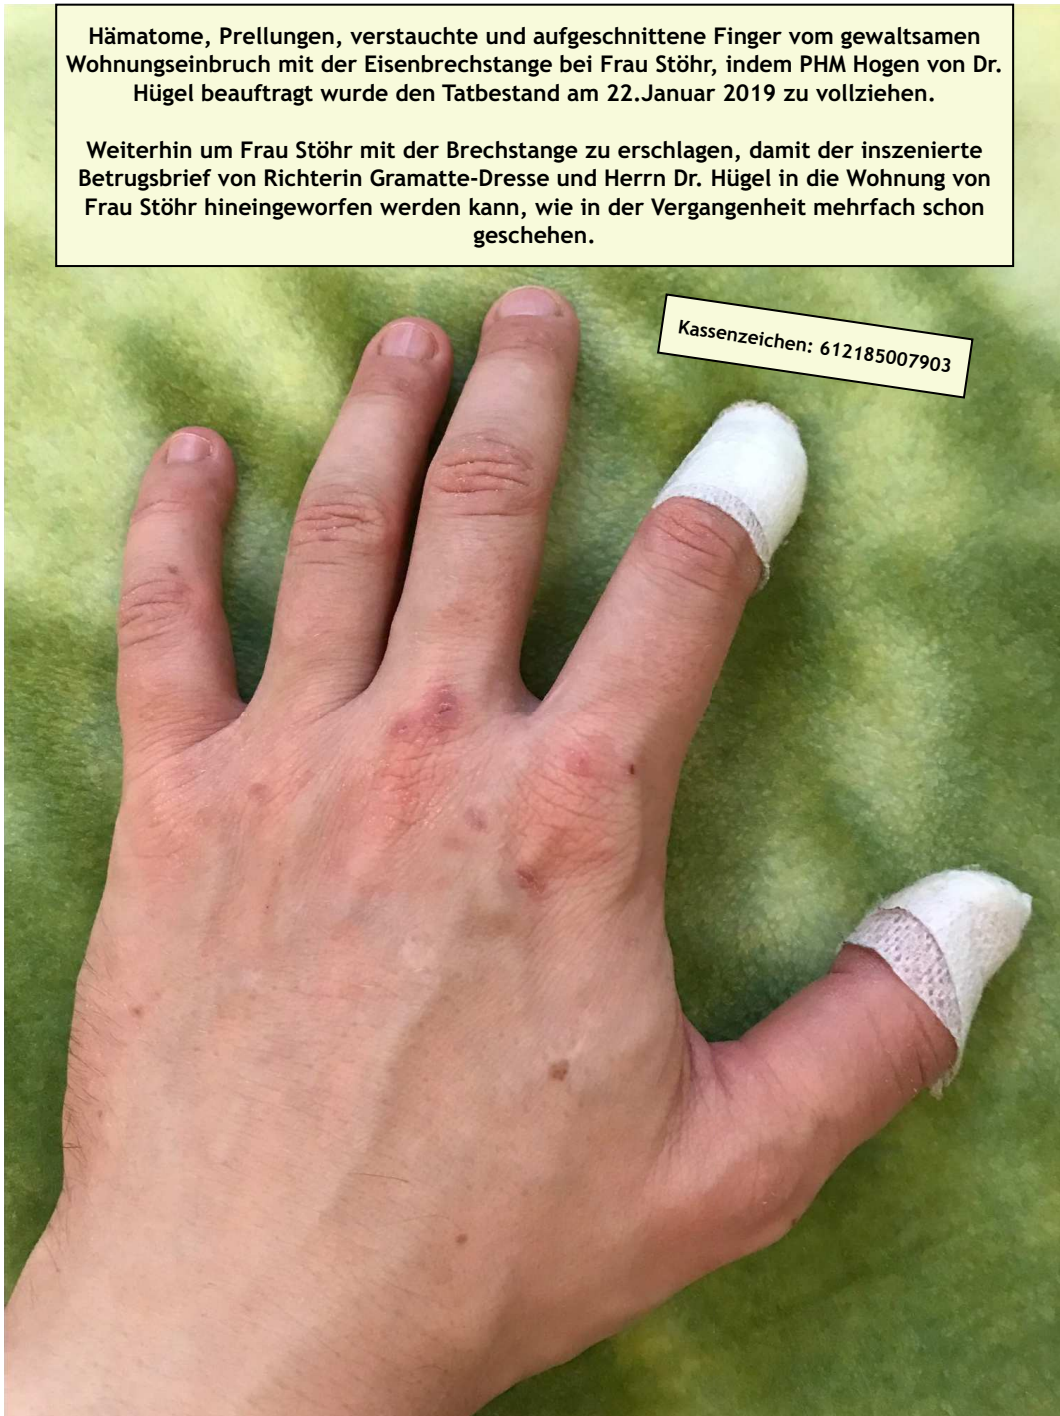 Hämatome, Prellungen, verstauchte und aufgeschnittene Finger vom gewaltsamen
Wohnungseinbruch mit der Eisenbrechstange bei Frau Stöhr, indem PHM Hogen von Dr.
Hügel beauftragt wurde den Tatbestand am 22.Januar 2019 zu vollziehen.
Weiterhin um Frau Stöhr mit der Brechstange zu erschlagen, damit der inszenierte
Betrugsbrief von Richterin Gramatte-Dresse und Herrn Dr. Hügel in die Wohnung von
Frau Stöhr hineingeworfen werden kann, wie in der Vergangenheit mehrfach schon
geschehen.
Kassenzeichen: 612185007903